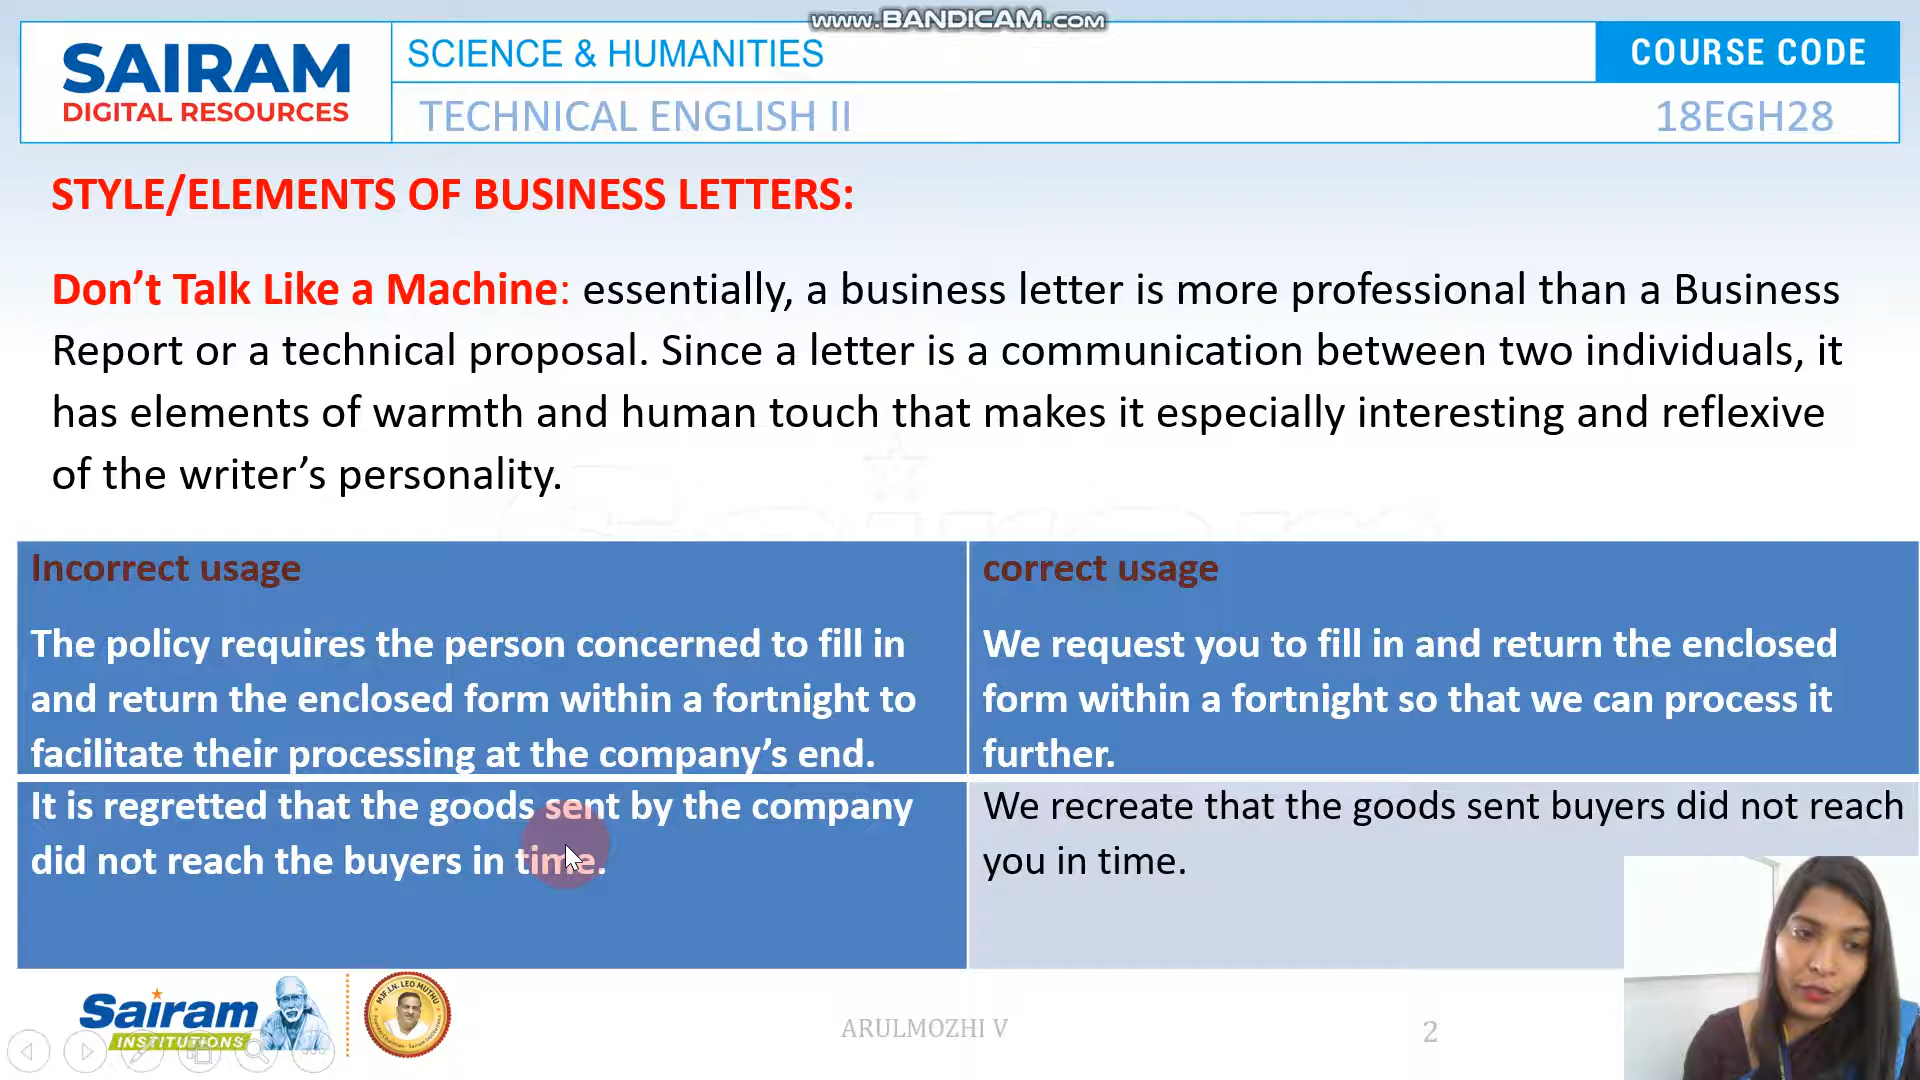 www.BANDICAM.com
SAIRAM
DIGITAL RESOURCES
SCIENCE & HUMANITIES
COURSE CODE
TECHNICAL ENGLISH II
18EGH28
STYLE/ELEMENTS OF BUSINESS LETTERS:
Don’t Talk Like a Machine: essentially, a business letter is more professional than a Business
Report or a technical proposal. Since a letter is a communication between two individuals, it
has elements of warmth and human touch that makes it especially interesting and reflexive
of the writer’s personality.
Incorrect usage
The policy requires the person concerned to fill in
and return the enclosed form within a fortnight to
facilitate their processing at the company’s end.
correct usage
We request you to fill in and return the enclosed
form within a fortnight so that we can process it
further.
It is regretted that the goods sent by the company
did not reach the buyers in time.
We recreate that the goods sent buyers did not reach
you in time.
Sairam
INSTITUTIONS
MJF.LN. LEO MUTHU
ARULMOZHI V
2